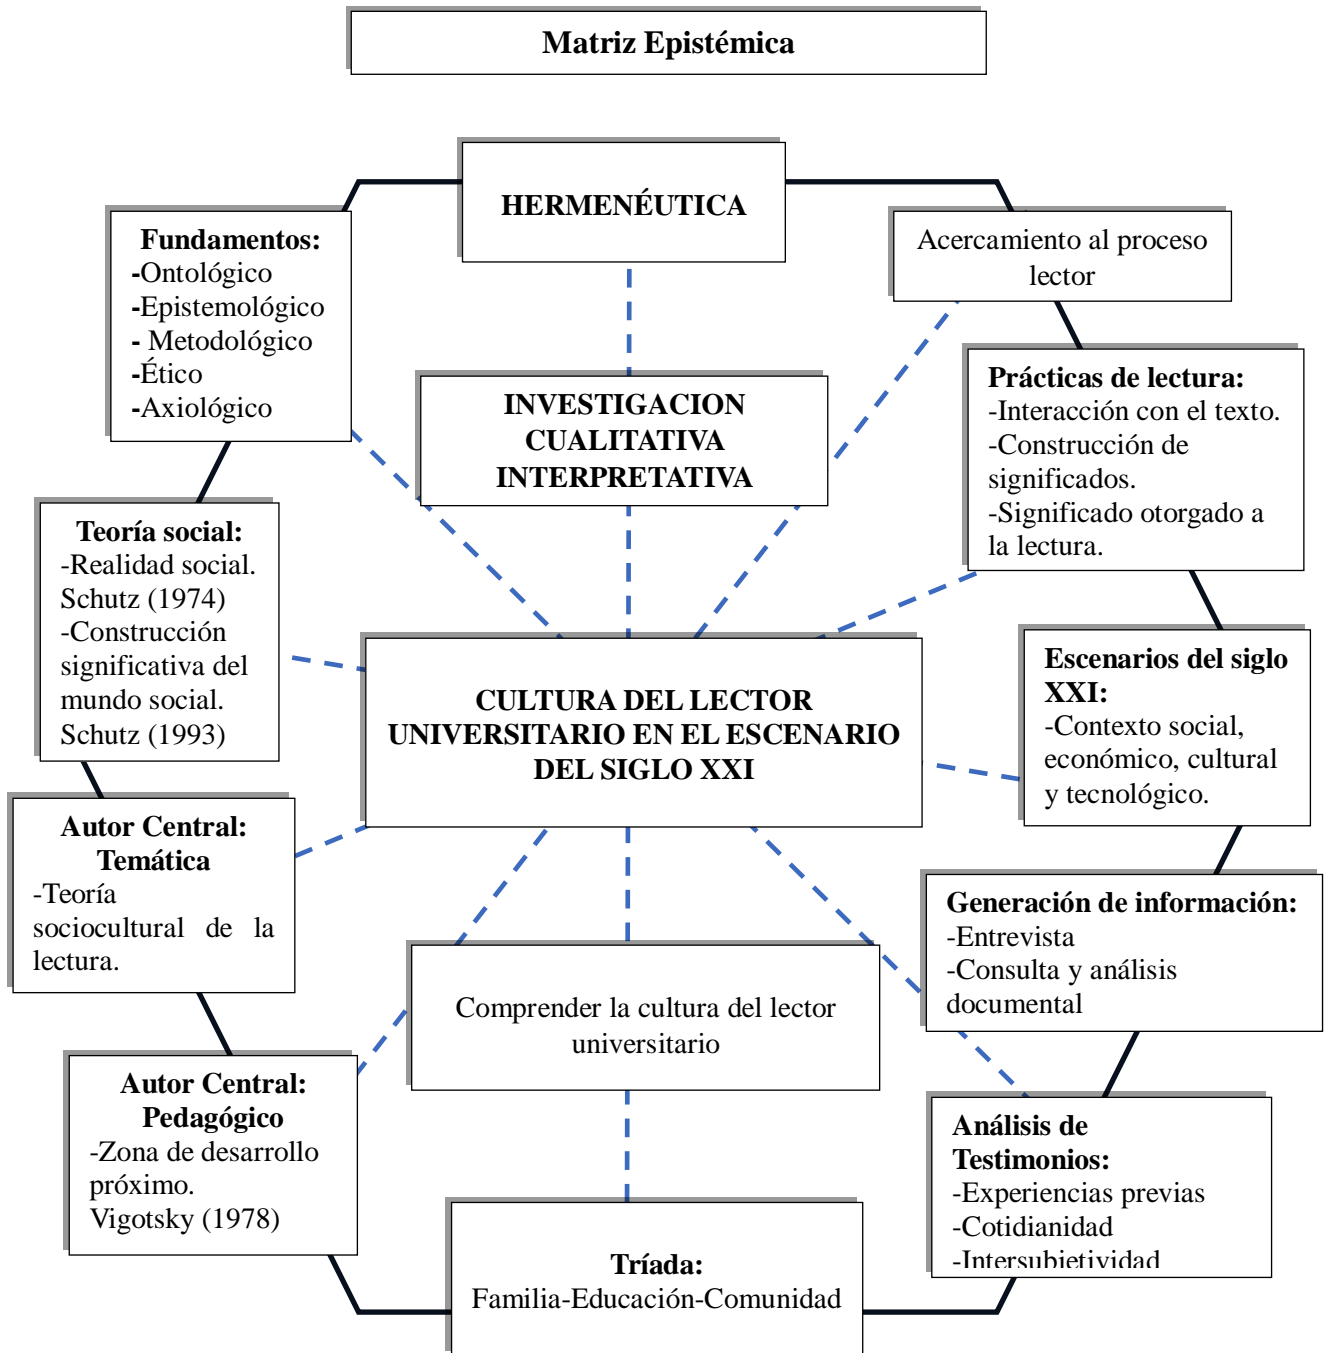 Matriz Epistémica
HERMENÉUTICA
Fundamentos:
-Ontológico
-Epistemológico
- Metodológico
-Ético
-Axiológico
Acercamiento al proceso
lector
INVESTIGACION
CUALITATIVA
INTERPRETATIVA
Prácticas de lectura:
-Interacción con el texto.
-Construcción de
significados.
-Significado otorgado a
la lectura.
Teoría social:
-Realidad social.
Schutz (1974)
-Construcción
significativa del
mundo social.
Schutz (1993)
CULTURA DEL LECTOR
UNIVERSITARIO EN EL ESCENARIO
DEL SIGLO XXI
Escenarios del siglo
XXI:
-Contexto social,
económico, cultural
y tecnológico.
Autor Central:
Temática
-Teoría
sociocultural de la
lectura.
Generación de información:
-Entrevista
-Consulta y análisis
documental
Comprender la cultura del lector
universitario
Autor Central:
Pedagógico
-Zona de desarrollo
próximo.
Vigotsky (1978)
Análisis de
Testimonios:
-Experiencias previas
-Cotidianidad
-Intersubjetividad
Tríada:
Familia-Educación-Comunidad